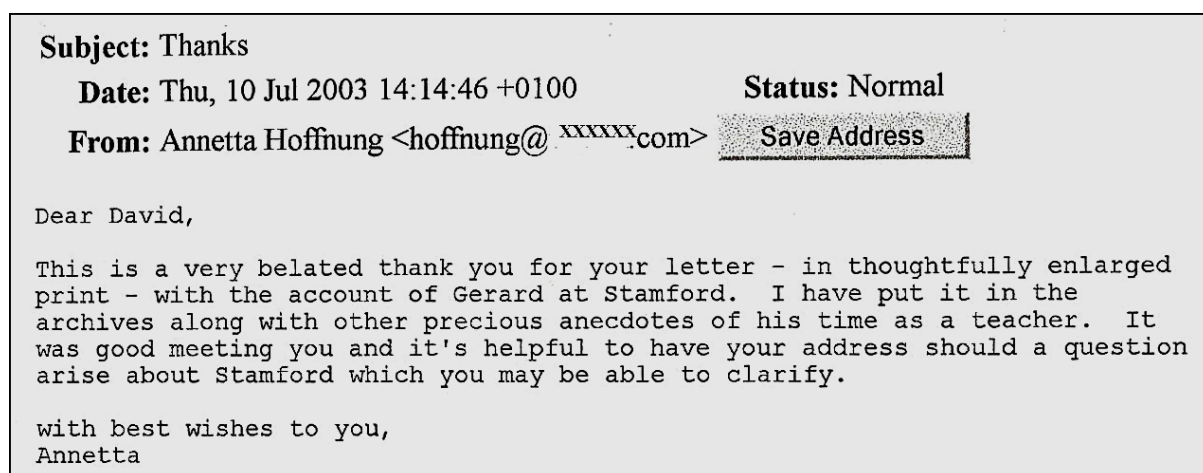 Subject: Thanks
Date: Thu, 10 Jul 2003 14:14:46 +0100 Status: Normal
From: Annetta Hoffnung <hoffnung@ xxxxxx.com> Save Address
Dear David,
This is a very belated thank you for your letter - in thoughtfully enlarged
print - with the account of Gerard at Stamford. I have put it in the
archives along with other precious anecdotes of his time as a teacher. It
was good meeting you and it's helpful to have your address should a question
arise about Stamford which you may be able to clarify.
with best wishes to you,
Annetta